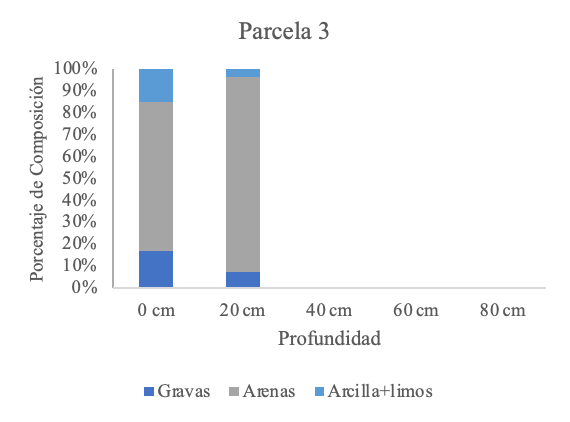 Parcela 3
Porcentaje de Composición
100%
90%
80%
70%
60%
50%
40%
30%
20%
10%
0%
0 cm 20 cm 40 cm 60 cm 80 cm
Profundidad
Gravas Arenas Arcilla+limos